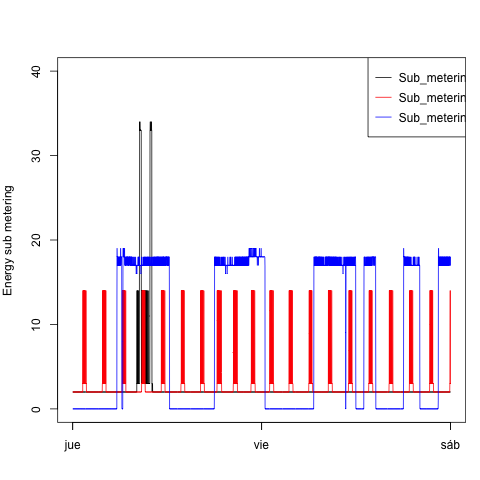 Energy sub metering
40
30
20
10
0
Sub_meterin
Sub_meterin
Sub_meterin
jue
vie
sáb